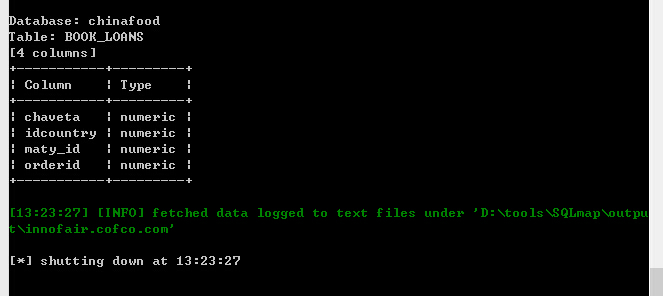 Database: chinafood
Table: BOOK_LOANS
[4 columns]
+-----------+---------+
¦ Column    ¦ Type    ¦
+-----------+---------+
¦ chaveta   ¦ numeric ¦
¦ idcountry ¦ numeric ¦
¦ maty_id   ¦ numeric ¦
¦ orderid   ¦ numeric ¦
+-----------+---------+
[13:23:27] [INFO] fetched data logged to text files under 'D:\tools\SQLmap\outpu
t\innofair.cofco.com'
[*] shutting down at 13:23:27